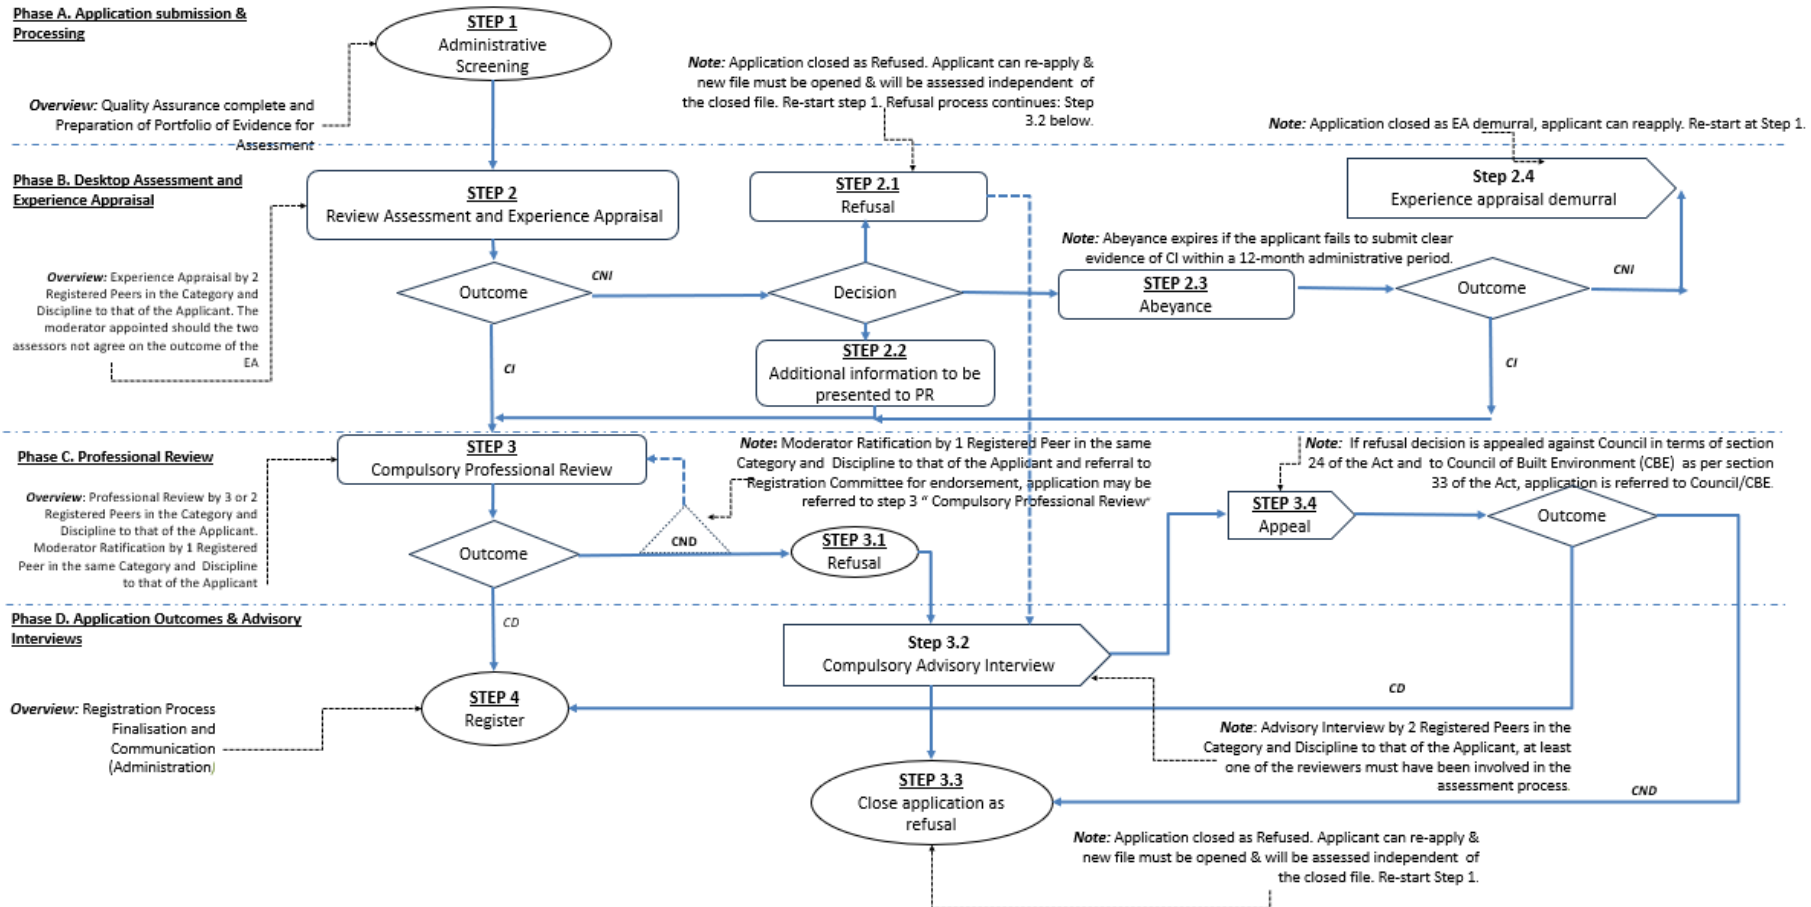 Phase A. Application submission &
Processing
STEP 1
Administrative
Screening
Overview: Quality Assurance complete and
Preparation of Portfolio of Evidence for
Assessment
Note: Application closed as Refused. Applicant can re-apply &
new file must be opened & will be assessed independent of
the closed file. Re-start step 1. Refusal process continues: Step
3.2 below.
Note: Application closed as EA demurral, applicant can reapply. Re-start at Step 1.
Phase B. Desktop Assessment and
Experience Appraisal
STEP 2
Review Assessment and Experience Appraisal
STEP 2.1
Refusal
Step 2.4
Experience appraisal demurral
Overview: Experience Appraisal by 2
Registered Peers in the Category and
Discipline to that of the Applicant. The
moderator appointed should the two
assessors not agree on the outcome of the
EA
Outcome
CNI
Decision
Note: Abeyance expires if the applicant fails to submit clear
evidence of CI within a 12-month administrative period.
STEP 2.3
Abeyance
Outcome
CNI
CI
STEP 2.2
Additional information to be
presented to PR
CI
Phase C. Professional Review
STEP 3
Compulsory Professional Review
Overview: Professional Review by 3 or 2
Registered Peers in the Category and
Discipline to that of the Applicant.
Moderator Ratification by 1 Registered
Peer in the same Category and Discipline
to that of the Applicant
Note: Moderator Ratification by 1 Registered Peer in the same
Category and Discipline to that of the Applicant and referral to
Registration Committee for endorsement, application may be
referred to step 3 " Compulsory Professional Review"
Note: If refusal decision is appealed against Council in terms of section
24 of the Act and to Council of Built Environment (CBE) as per section
33 of the Act, application is referred to Council/CBE.
Outcome
CND
STEP 3.1
Refusal
STEP 3.4
Appeal
Outcome
Phase D. Application Outcomes & Advisory
Interviews
CD
Step 3.2
Compulsory Advisory Interview
CD
Overview: Registration Process
Finalisation and
Communication
(Administration)
STEP 4
Register
Note: Advisory Interview by 2 Registered Peers in the
Category and Discipline to that of the Applicant, at least
one of the reviewers must have been involved in the
assessment process.
CND
STEP 3.3
Close application as
refusal
Note: Application closed as Refused. Applicant can re-apply &
new file must be opened & will be assessed independent of
the closed file. Re-start Step 1.